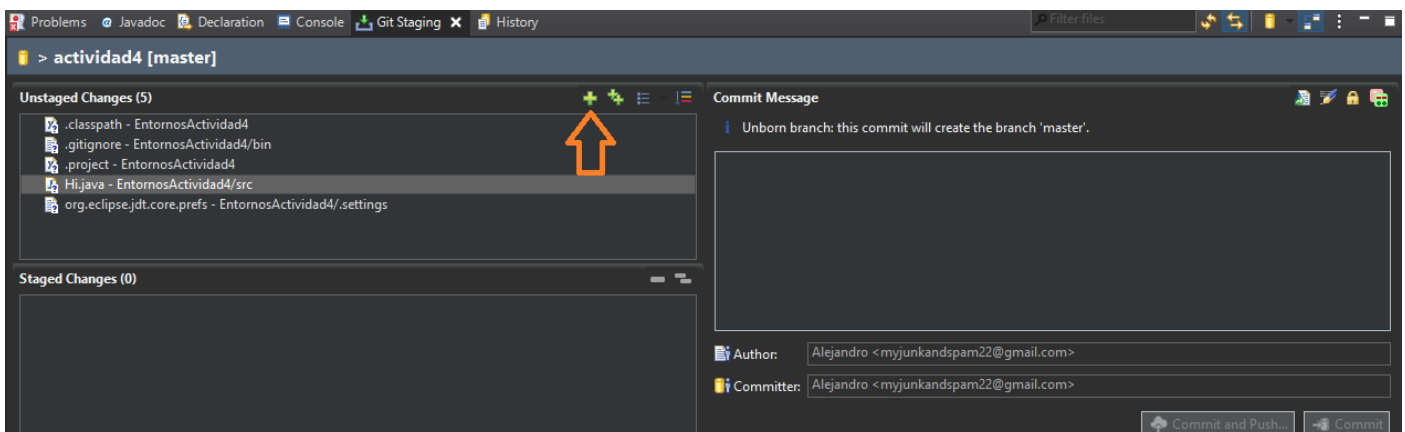 Problems @ Javadoc Declaration Console Git Staging History Filter files
> actividad4 [master]
Unstaged Changes (5)
.classpath - EntornosActividad4
.gitignore - EntornosActividad4/bin
.project - EntornosActividad4
Hi.java - EntornosActividad4/src
org.eclipse.jdt.core.prefs - EntornosActividad4/.settings
Staged Changes (0)
Commit Message
Unborn branch: this commit will create the branch 'master'.
Author: Alejandro <myjunkandspam22@gmail.com>
Committer: Alejandro <myjunkandspam22@gmail.com>
Commit and Push... Commit